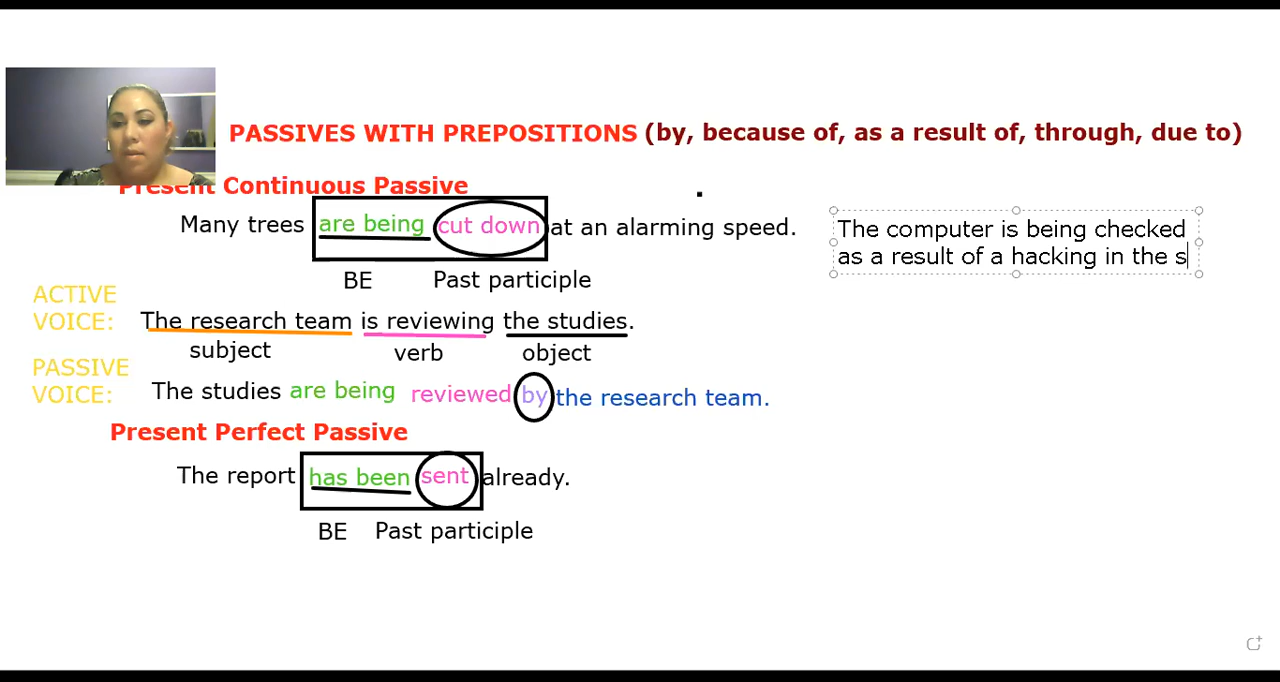 PASSIVES WITH PREPOSITIONS (by, because of, as a result of, through, due to)
Present Continuous Passive
Many trees are being cut down at an alarming speed.
BE Past participle
The computer is being checked
as a result of a hacking in the s
ACTIVE
VOICE: The research team is reviewing the studies.
subject verb object
PASSIVE
VOICE: The studies are being reviewed by the research team.
Present Perfect Passive
The report has been sent already.
BE Past participle